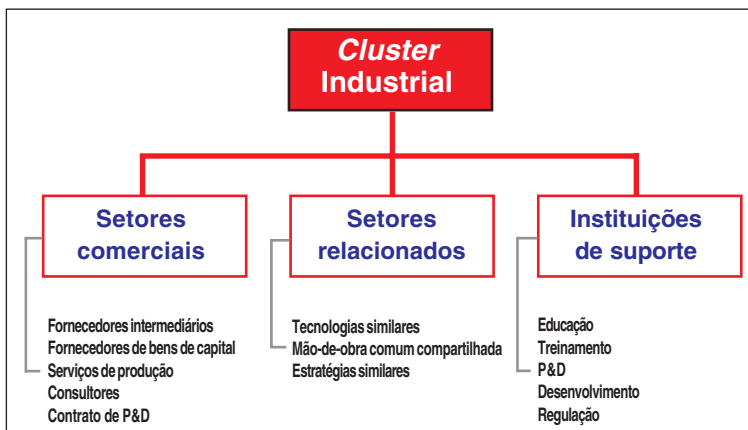 Cluster
Industrial
Setores
comerciais
Fornecedores intermediários
Fornecedores de bens de capital
Serviços de produção
Consultores
Contrato de P&D
Setores
relacionados
Tecnologias similares
Mão-de-obra comum compartilhada
Estratégias similares
Instituições
de suporte
Educação
Treinamento
P&D
Desenvolvimento
Regulação